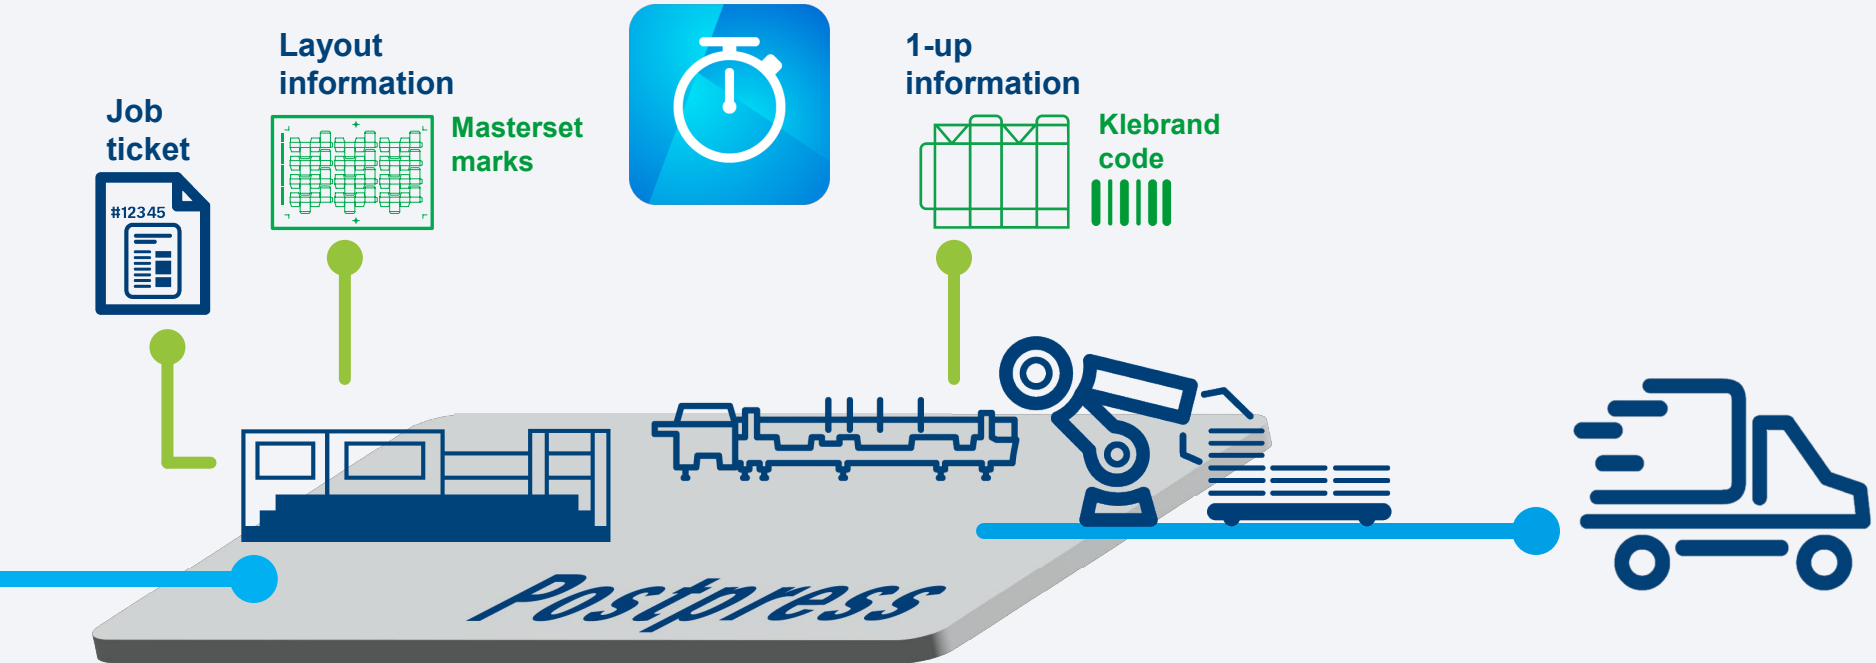 Layout
information
1-up
information
Job
ticket
Masterset
marks
Klebrand
code
#12345
Postpress